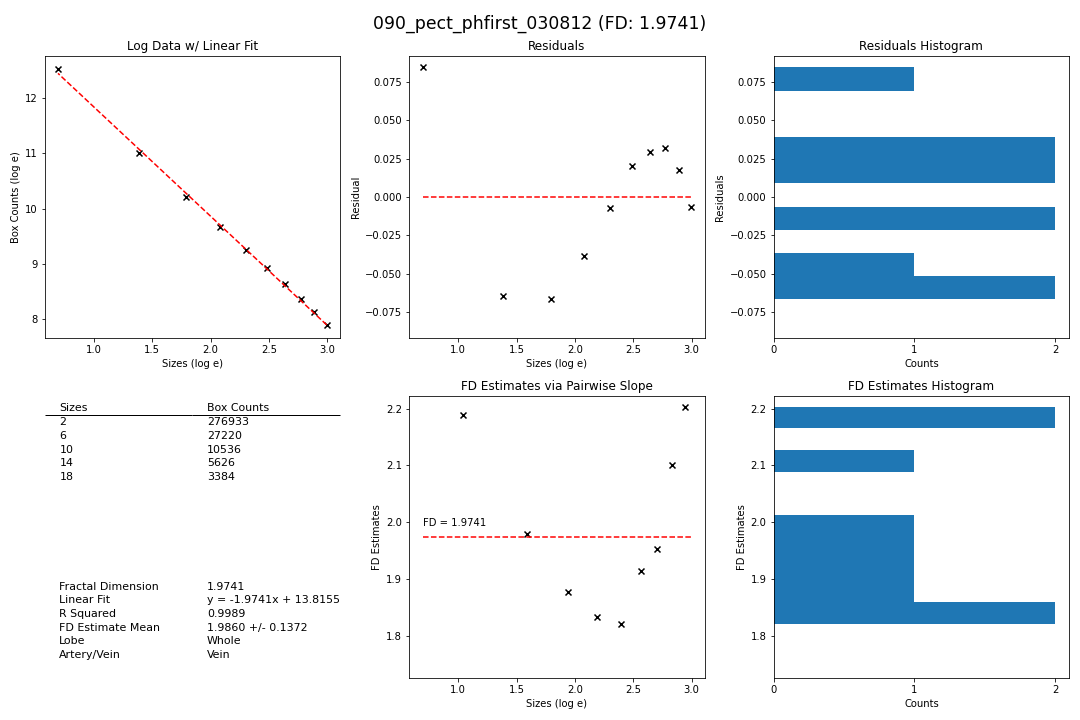 090_pect_phfirst_030812 (FD: 1.9741)
Log Data w/ Linear Fit
Box Counts (log e)
12
11
10
9
8
1.0 1.5 2.0 2.5 3.0
Sizes (log e)
Residuals
Residual
0.075
0.050
0.025
0.000
−0.025
−0.050
−0.075
1.0 1.5 2.0 2.5 3.0
Sizes (log e)
Residuals Histogram
Residuals
0.075
0.050
0.025
0.000
−0.025
−0.050
−0.075
0 1 2
Counts
Sizes Box Counts
2 276933
6 27220
10 10536
14 5626
18 3384
Fractal Dimension 1.9741
Linear Fit y = -1.9741x + 13.8155
R Squared 0.9989
FD Estimate Mean 1.9860 +/- 0.1372
Lobe Whole
Artery/Vein Vein
FD Estimates via Pairwise Slope
FD Estimates
2.2
2.1
2.0
1.9
1.8
FD = 1.9741
1.0 1.5 2.0 2.5 3.0
Sizes (log e)
FD Estimates Histogram
FD Estimates
2.2
2.1
2.0
1.9
1.8
0 1 2
Counts